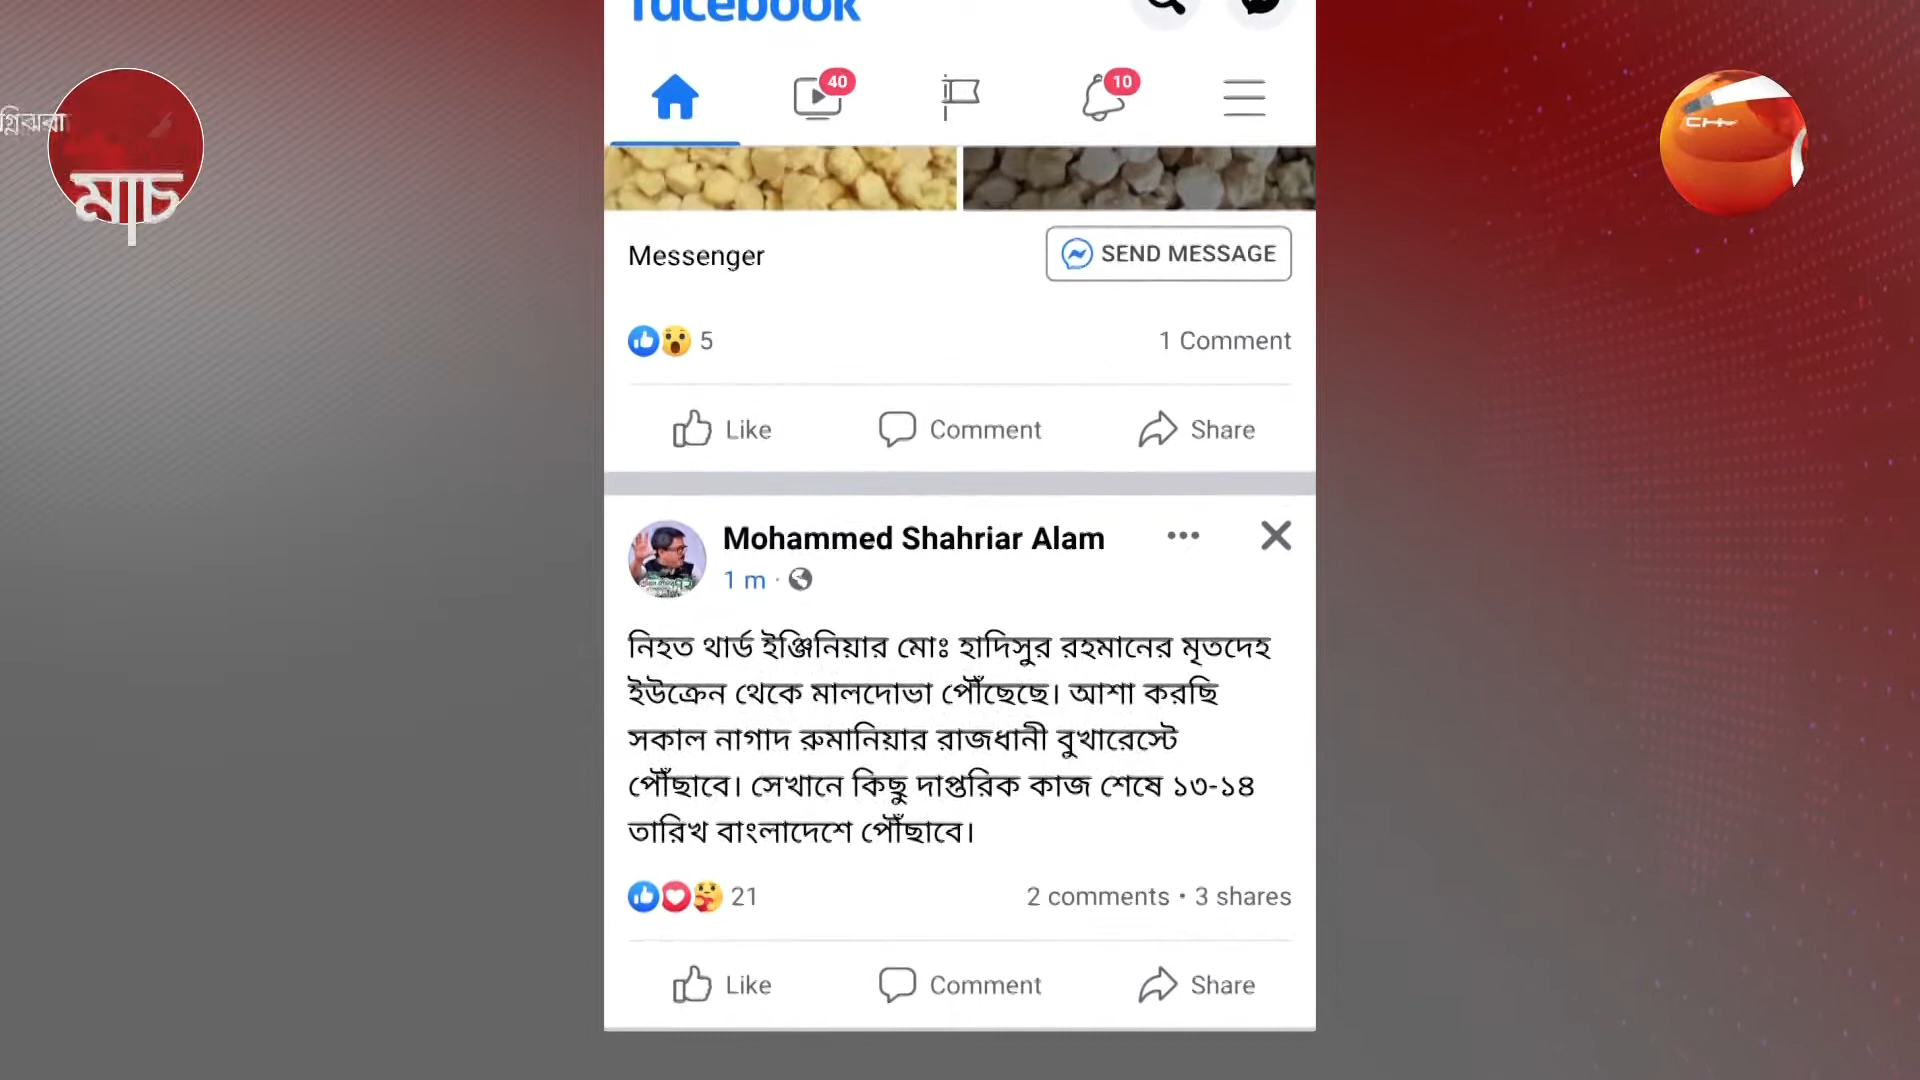 facebook
40
10
মার্চ
Messenger
SEND MESSAGE
5
1 Comment
Like
Comment
Share
Mohammed Shahriar Alam
1 m
নিহত থার্ড ইঞ্জিনিয়ার মোঃ হাদিসুর রহমানের মৃতদেহ
ইউক্রেন থেকে মালদোভা পৌঁছেছে। আশা করছি
সকাল নাগাদ রুমানিয়ার রাজধানী বুখারেস্টে
পৌঁছাবে। সেখানে কিছু দাপ্তরিক কাজ শেষে ১৩-১৪
তারিখ বাংলাদেশে পৌঁছাবে।
21
2 comments • 3 shares
Like
Comment
Share